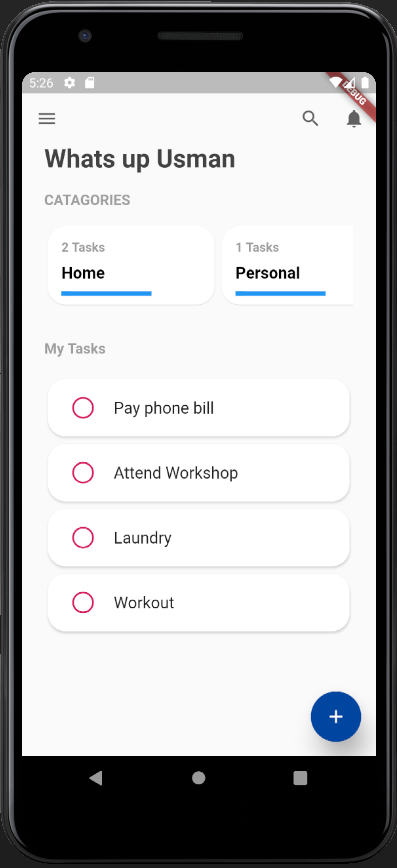 5:26
DEBUG
Whats up Usman
CATAGORIES
2 Tasks
1 Tasks
Home
Personal
My Tasks
Pay phone bill
Attend Workshop
Laundry
Workout